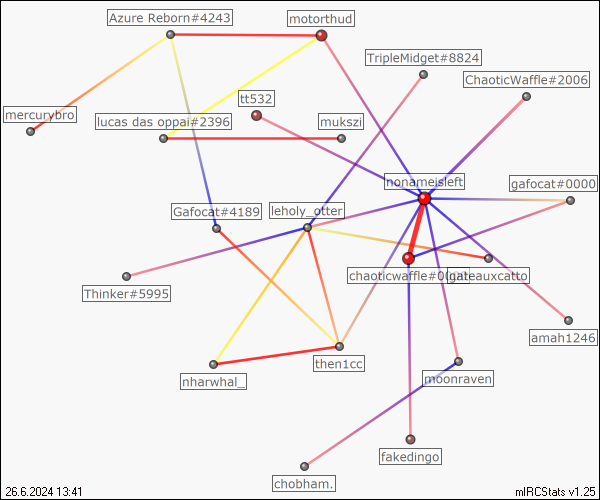 Azure Reborn#4243
motorthud
TripleMidget#8824
ChaoticWaffle#2006
tt532
mercurybro
lucas das oppai#2396
mukszi
nonameisleft
gafocat#0000
Gafocat#4189
leholy_otter
chaoticwaffle#0
gateauxcatto
Thinker#5995
amah1246
then1cc
nharwhal_
moonraven
fakedingo
chobham.
26.6.2024 13:41
mIRCStats v1.25